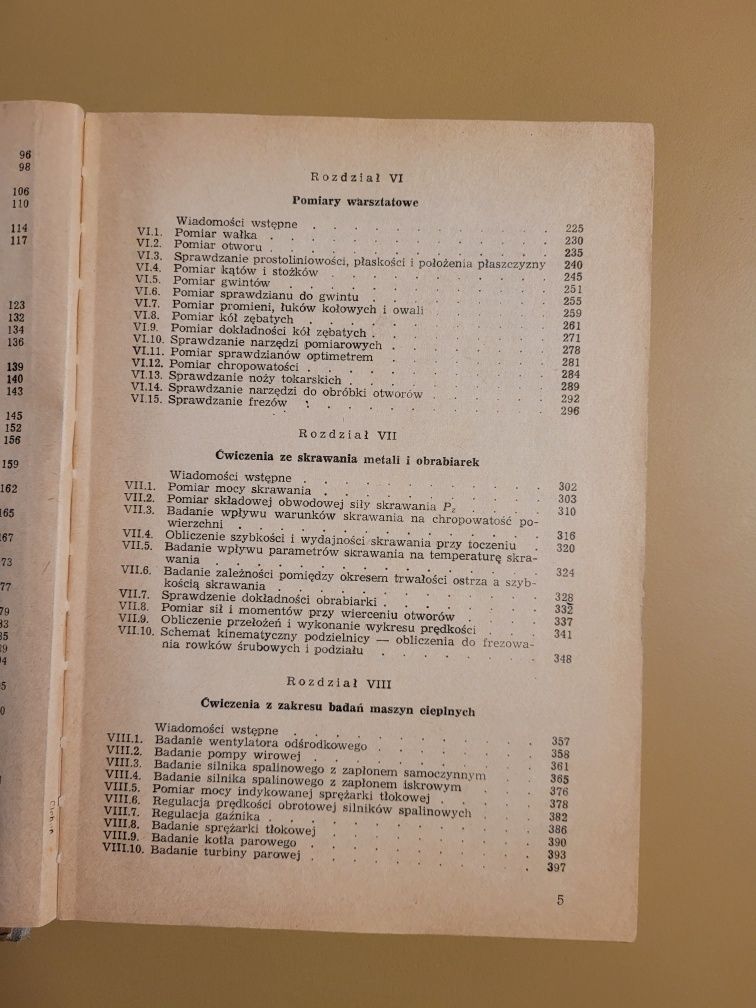 96
98
106
110
114
117
123
132
134
136
139
140
143
145
152
156
159
162
Rozdział VI
Pomiary warsztatowe
Wiadomości wstępne . . . . . . . . 225
VI.1. Pomiar wałka . . . . . . . . . 230
VI.2. Pomiar otworu . . . . . . . . . 235
VI.3. Sprawdzanie prostoliniowości, płaskości i położenia płaszczyzny 240
VI.4. Pomiar kątów i stożków . . . . . . . 245
VI.5. Pomiar gwintów . . . . . . . . . 251
VI.6. Pomiar sprawdzianu do gwintu . . . . . . 255
VI.7. Pomiar promieni, łuków kołowych i owali . . . . 259
VI.8. Pomiar kół zębatych . . . . . . . . 261
VI.9. Pomiar dokładności kół zębatych . . . . . . 271
VI.10. Sprawdzanie narzędzi pomiarowych . . . . . 278
VI.11. Pomiar sprawdzianów optimetrem . . . . . 281
VI.12. Pomiar chropowatości . . . . . . . . 284
VI.13. Sprawdzanie noży tokarskich . . . . . . . 289
VI.14. Sprawdzanie narzędzi do obróbki otworów . . . . 292
VI.15. Sprawdzanie frezów . . . . . . . . 296
Rozdział VII
Ćwiczenia ze skrawania metali i obrabiarek
Wiadomości wstępne . . . . . . . . 302
VII.1. Pomiar mocy skrawania . . . . . . . 303
VII.2. Pomiar składowej obwodowej siły skrawania Pz . . . 310
VII.3. Badanie wpływu warunków skrawania na chropowatość po-
wierzchni . . . . . . . . . . 316
VII.4. Obliczenie szybkości i wydajności skrawania przy toczeniu . 320
VII.5. Badanie wpływu parametrów skrawania na temperaturę skra-
wania . . . . . . . . . . 324
VII.6. Badanie zależności pomiędzy okresem trwałości ostrza a szyb-
kością skrawania . . . . . . . . 328
VII.7. Sprawdzenie dokładności obrabiarki . . . . . 332
VII.8. Pomiar sił i momentów przy wierceniu otworów . . . 337
VII.9. Obliczenie przełożeń i wykonanie wykresu prędkości . . 341
VII.10. Schemat kinematyczny podzielnicy — obliczenia do frezowa-
nia rowków śrubowych i podziału . . . . . . 348
Rozdział VIII
Ćwiczenia z zakresu badań maszyn cieplnych
Wiadomości wstępne . . . . . . . . 357
VIII.1. Badanie wentylatora odśrodkowego . . . . . 358
VIII.2. Badanie pompy wirowej . . . . . . . 361
VIII.3. Badanie silnika spalinowego z zapłonem samoczynnym . . 365
VIII.4. Badanie silnika spalinowego z zapłonem iskrowym . . 376
VIII.5. Pomiar mocy indykowanej sprężarki tłokowej . . . . 378
VIII.6. Regulacja prędkości obrotowej silników spalinowych . . 382
VIII.7. Regulacja gaźnika . . . . . . . . 386
VIII.8. Badanie sprężarki tłokowej . . . . . . . 390
VIII.9. Badanie kotła parowego . . . . . . . 393
VIII.10. Badanie turbiny parowej . . . . . . . 397
5